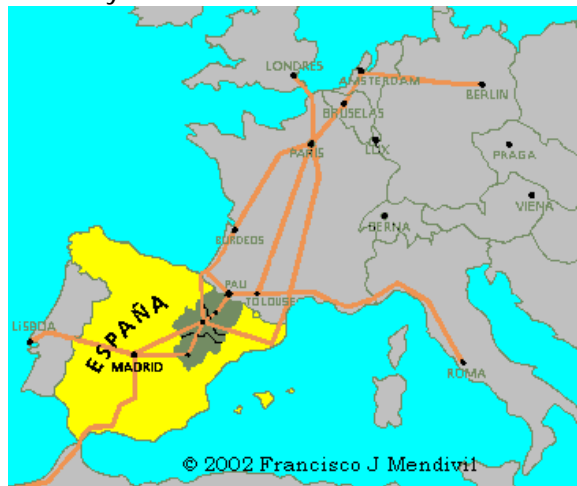 LONDRES
AMSTERDAM
BERLIN
BRUSELAS
PARIS
LUX
PRAGA
VIENA
BERNA
BURDEOS
PAU
TOLOUSE
ESPAÑA
LiSBOA
MADRID
ROMA
© 2002 Francisco J Mendivil